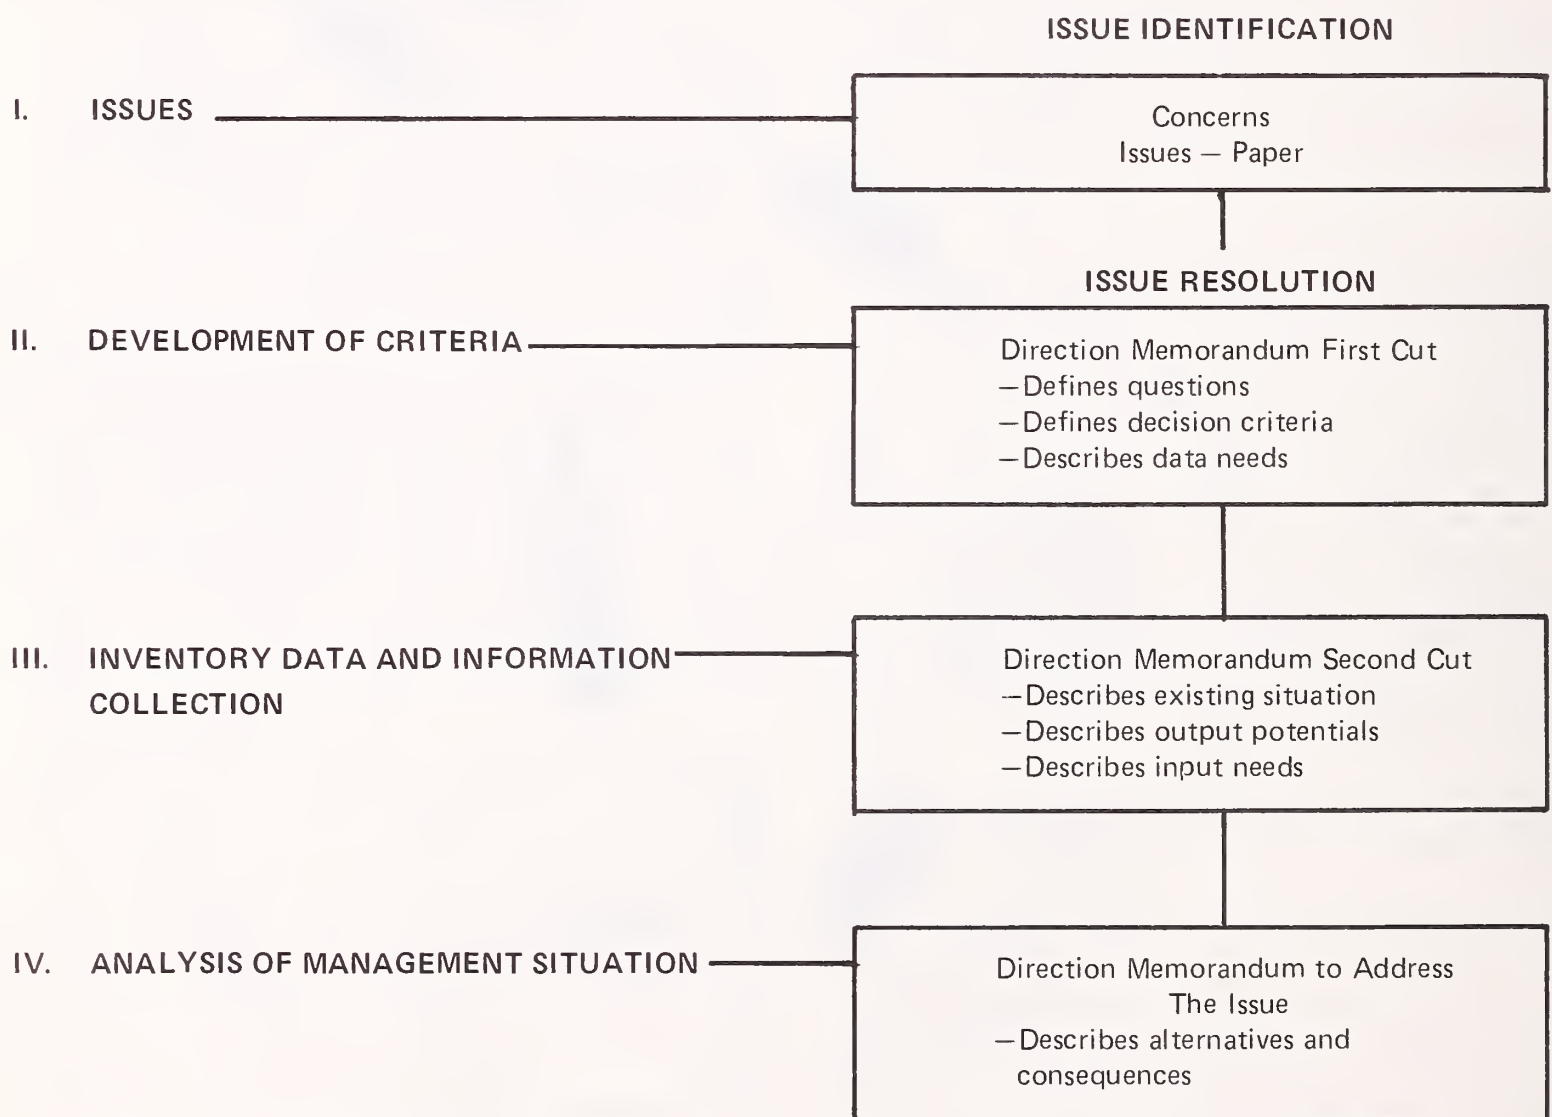 ISSUE IDENTIFICATION
I. ISSUES
Concerns
Issues — Paper
ISSUE RESOLUTION
II. DEVELOPMENT OF CRITERIA
Direction Memorandum First Cut
—Defines questions
—Defines decision criteria
—Describes data needs
III. INVENTORY DATA AND INFORMATION
COLLECTION
Direction Memorandum Second Cut
—Describes existing situation
—Describes output potentials
—Describes input needs
IV. ANALYSIS OF MANAGEMENT SITUATION
Direction Memorandum to Address
The Issue
—Describes alternatives and
consequences